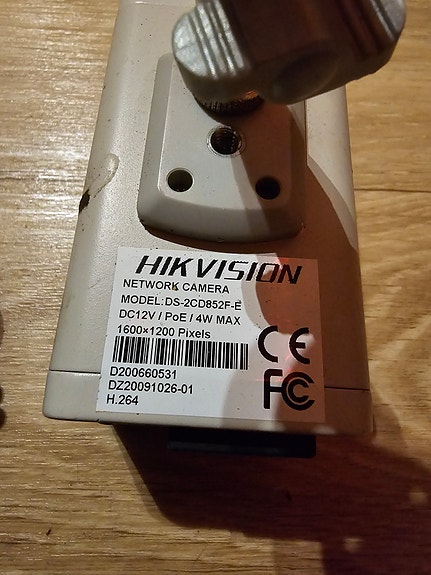 HIKVISION
NETWORK CAMERA
MODEL:DS-2CD852F-E
DC12V / PoE / 4W MAX
1600×1200 Pixels
CE
D200660531
DZ20091026-01
FC
H.264